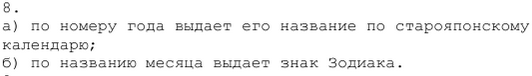 8.
а) по номеру года выдает его название по старояпонскому
календарю;
б) по названию месяца выдает знак Зодиака.